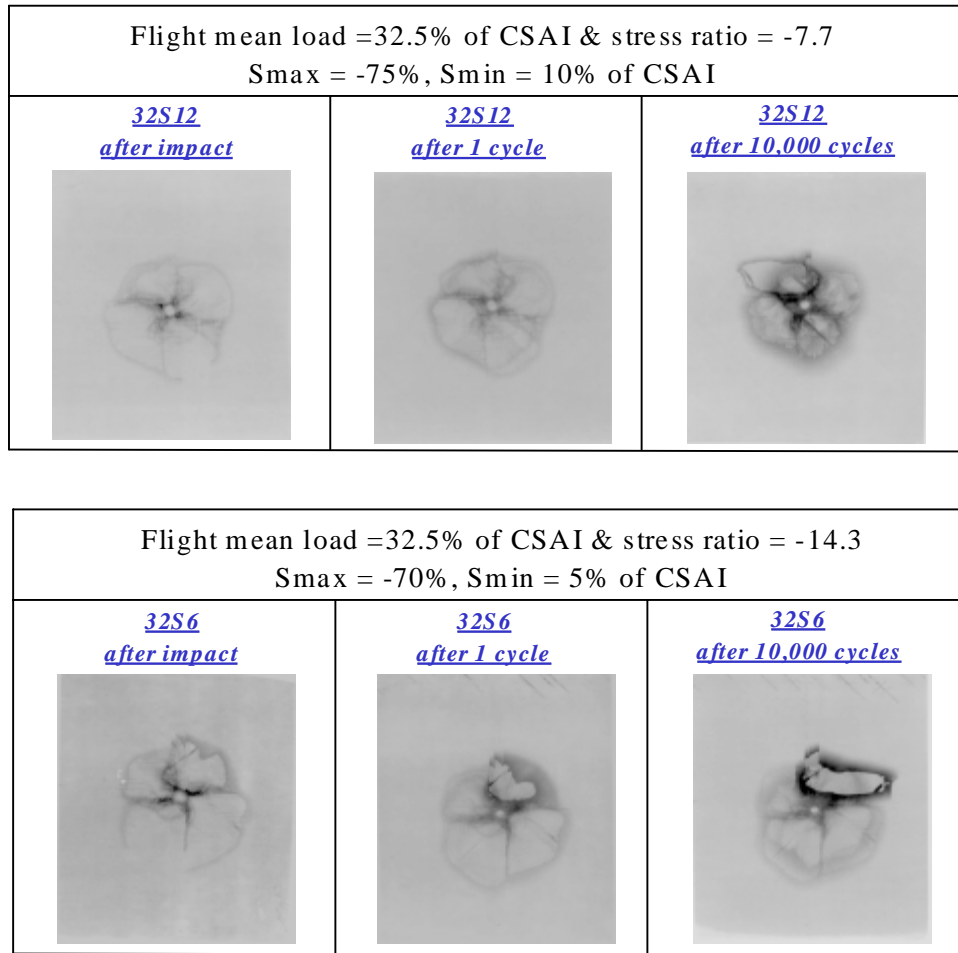 Flight mean load =32.5% of CSAI & stress ratio = -7.7
Smax = -75%, Smin = 10% of CSAI
32S12
after impact
32S12
after 1 cycle
32S12
after 10,000 cycles
Flight mean load =32.5% of CSAI & stress ratio = -14.3
Smax = -70%, Smin = 5% of CSAI
32S6
after impact
32S6
after 1 cycle
32S6
after 10,000 cycles